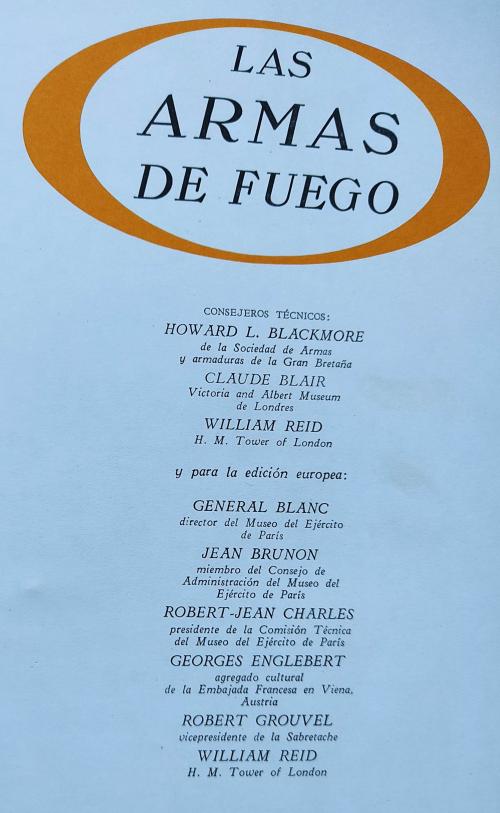 LAS
ARMAS
DE FUEGO
CONSEJEROS TÉCNICOS:
HOWARD L. BLACKMORE
de la Sociedad de Armas
y armaduras de la Gran Bretaña
CLAUDE BLAIR
Victoria and Albert Museum
de Londres
WILLIAM REID
H. M. Tower of London
y para la edición europea:
GENERAL BLANC
director del Museo del Ejército
de París
JEAN BRUNON
miembro del Consejo de
Administración del Museo del
Ejército de París
ROBERT-JEAN CHARLES
presidente de la Comisión Técnica
del Museo del Ejército de París
GEORGES ENGLEBERT
agregado cultural
de la Embajada Francesa en Viena,
Austria
ROBERT GROUVEL
vicepresidente de la Sabretache
WILLIAM REID
H. M. Tower of London